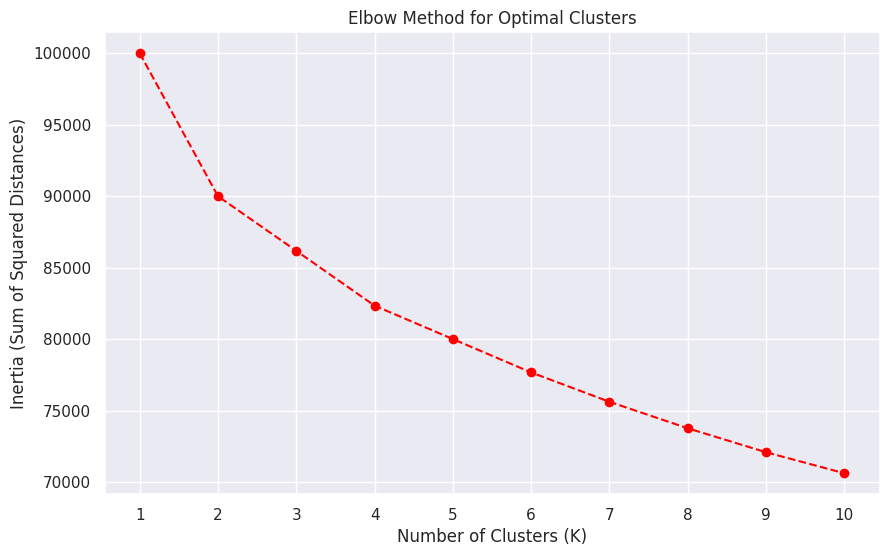 Elbow Method for Optimal Clusters
Inertia (Sum of Squared Distances)
100000
95000
90000
85000
80000
75000
70000
1 2 3 4 5 6 7 8 9 10
Number of Clusters (K)